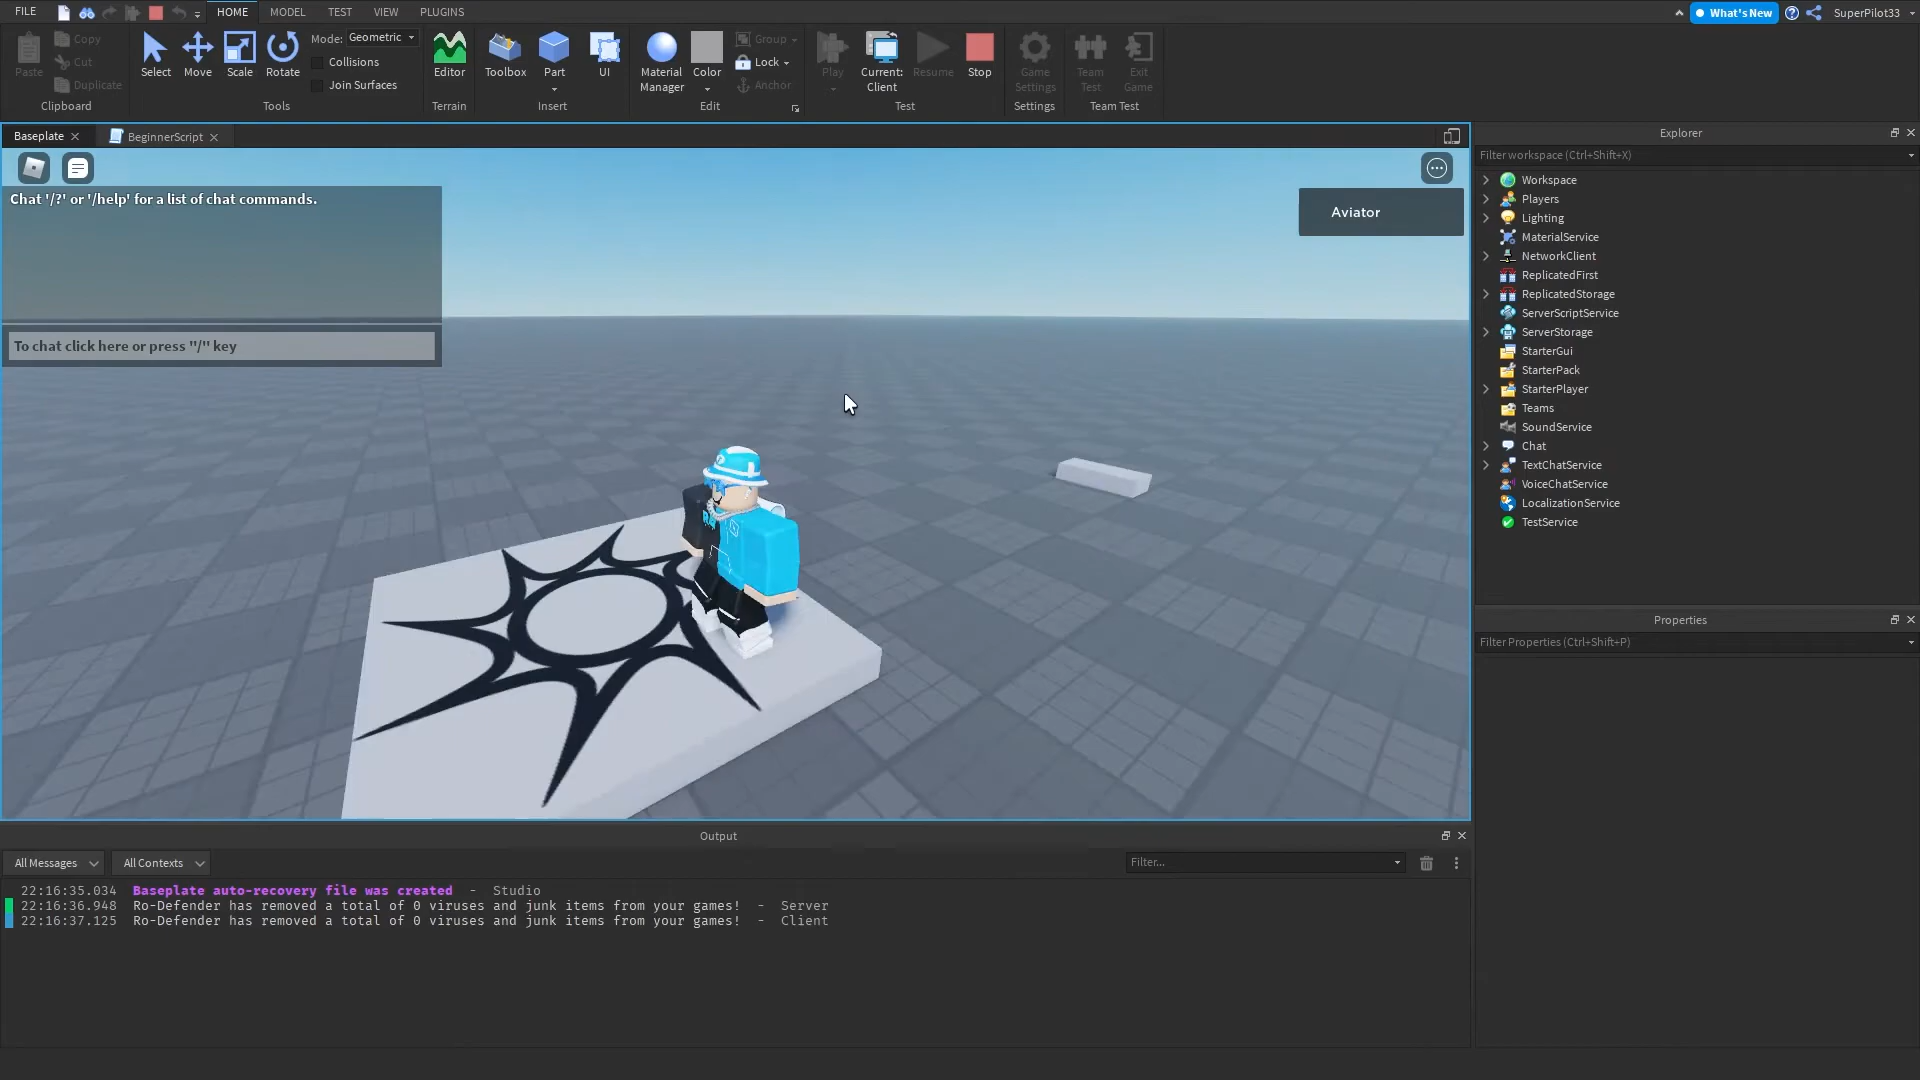 FILE HOME MODEL TEST VIEW PLUGINS What's New SuperPilot33
Paste Copy Cut Duplicate
Clipboard
Select Move Scale Rotate
Mode: Geometric
Collisions
Join Surfaces
Tools
Editor
Terrain
Toolbox Part UI
Insert
Material Manager Color
Group
Lock
Anchor
Edit
Play Current: Client Resume Stop
Test
Game Settings
Settings
Team Test Exit Game
Team Test
Baseplate BeginnerScript
Chat '/?' or '/help' for a list of chat commands.
To chat click here or press "/" key
Aviator
Explorer
Filter workspace (Ctrl+Shift+X)
Workspace
Players
Lighting
MaterialService
NetworkClient
ReplicatedFirst
ReplicatedStorage
ServerScriptService
ServerStorage
StarterGui
StarterPack
StarterPlayer
Teams
SoundService
Chat
TextChatService
VoiceChatService
LocalizationService
TestService
Properties
Filter Properties (Ctrl+Shift+P)
Output
All Messages All Contexts Filter...
22:16:35.034 Baseplate auto-recovery file was created - Studio
22:16:36.948 Ro-Defender has removed a total of 0 viruses and junk items from your games! - Server
22:16:37.125 Ro-Defender has removed a total of 0 viruses and junk items from your games! - Client